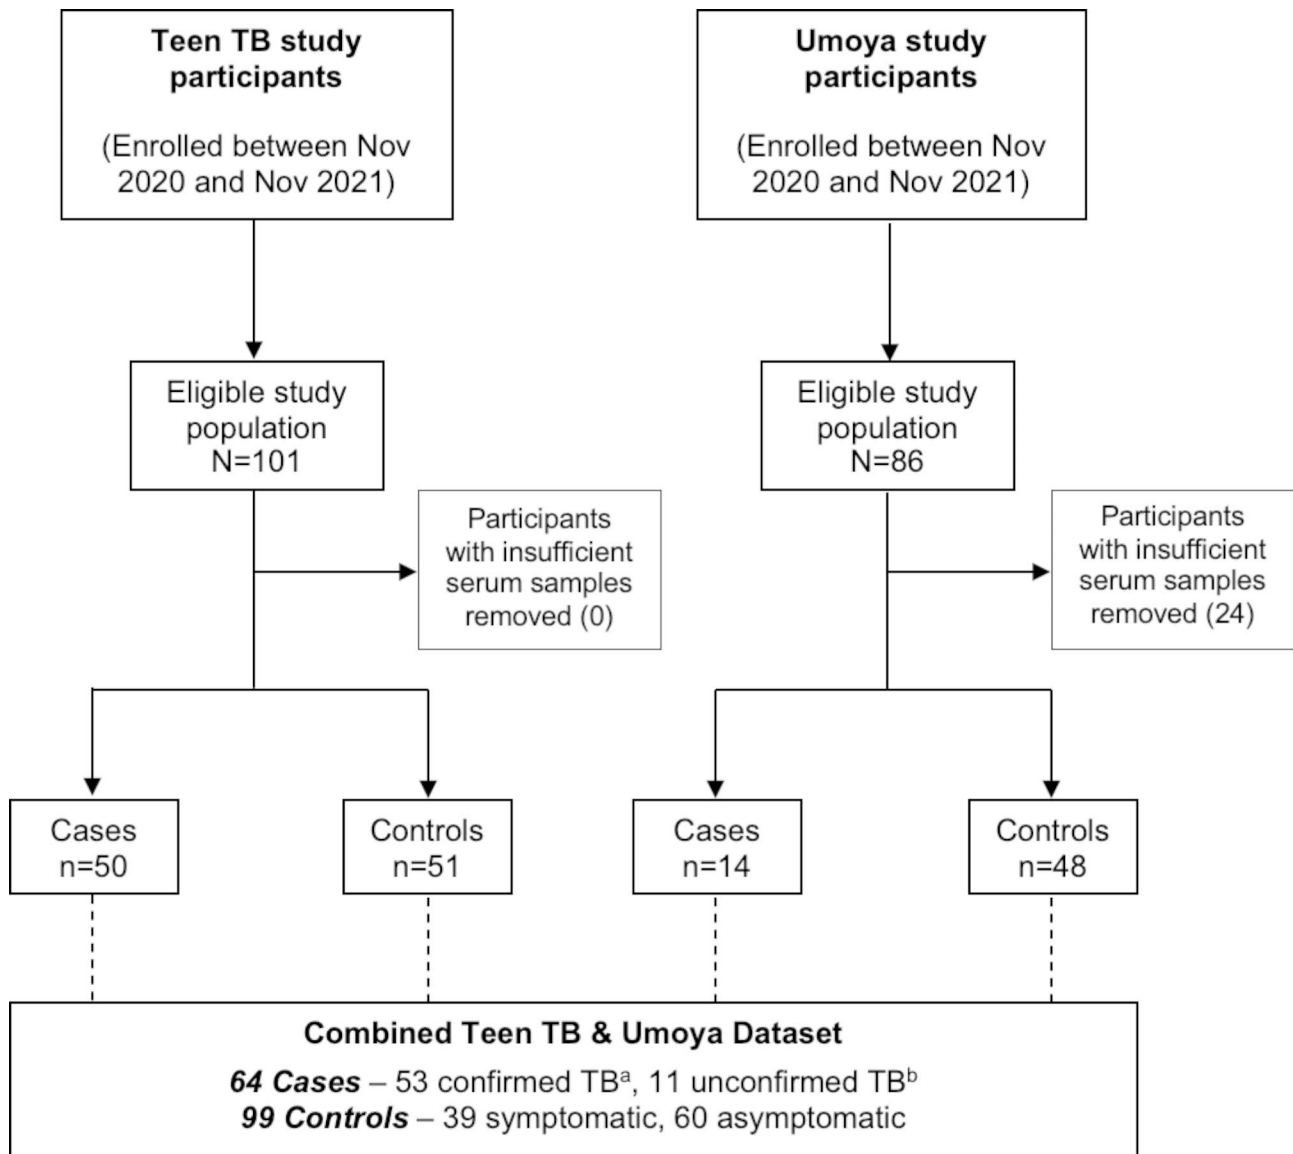 Teen TB study
participants
(Enrolled between Nov
2020 and Nov 2021)
Umoya study
participants
(Enrolled between Nov
2020 and Nov 2021)
Eligible study
population
N=101
Eligible study
population
N=86
Participants
with insufficient
serum samples
removed (0)
Participants
with insufficient
serum samples
removed (24)
Cases
n=50
Controls
n=51
Cases
n=14
Controls
n=48
Combined Teen TB & Umoya Dataset
64 Cases – 53 confirmed TBᵃ, 11 unconfirmed TBᵇ
99 Controls – 39 symptomatic, 60 asymptomatic